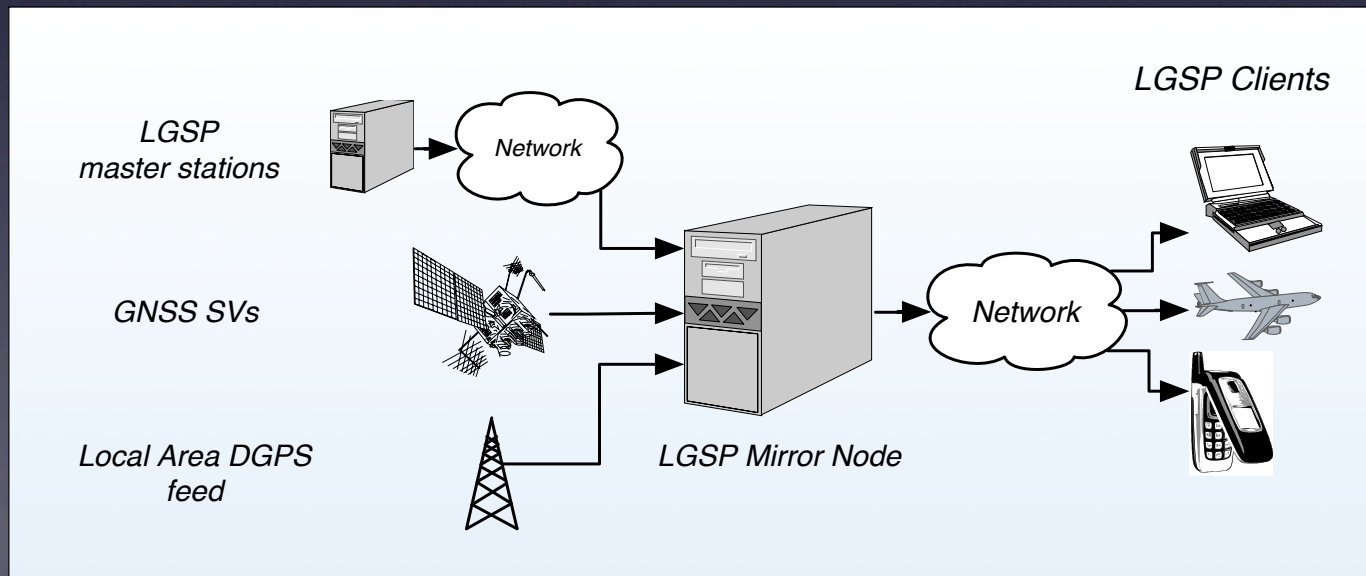 LGSP Clients
LGSP
master stations
Network
GNSS SVs
Network
Local Area DGPS
feed
LGSP Mirror Node